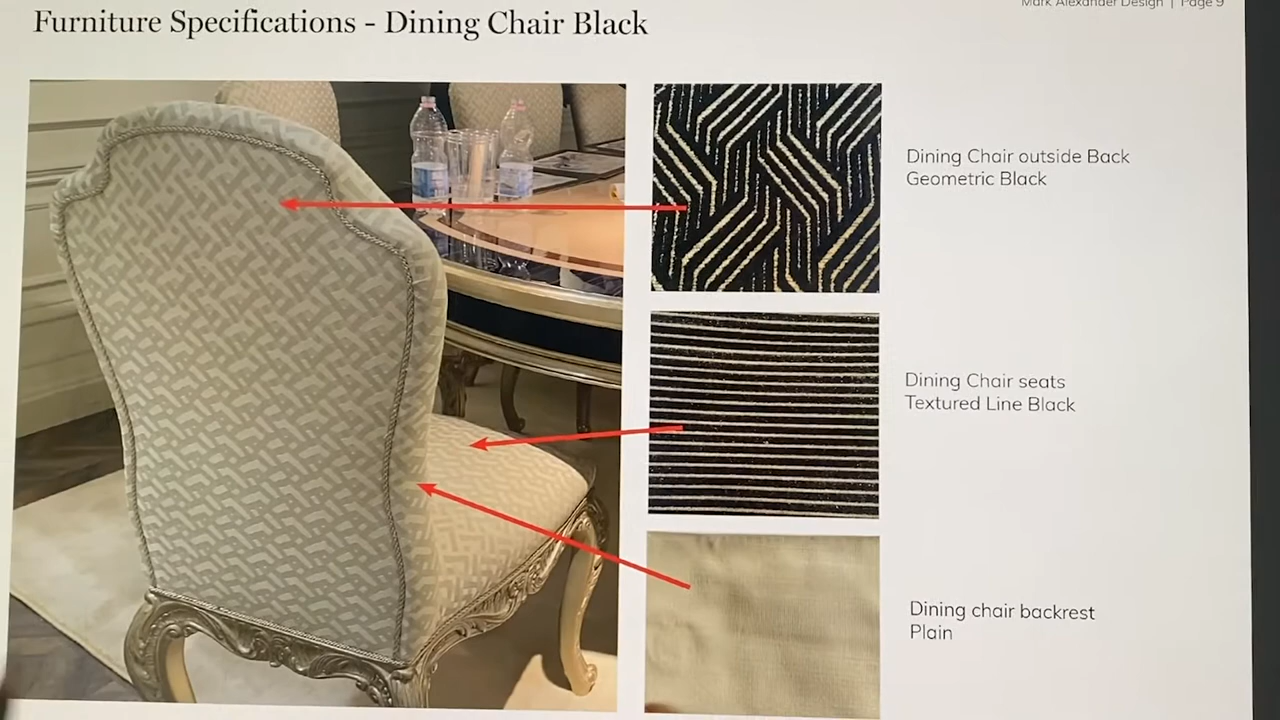 Mark Alexander Design | Page 9
Furniture Specifications - Dining Chair Black
Dining Chair outside Back
Geometric Black
Dining Chair seats
Textured Line Black
Dining chair backrest
Plain